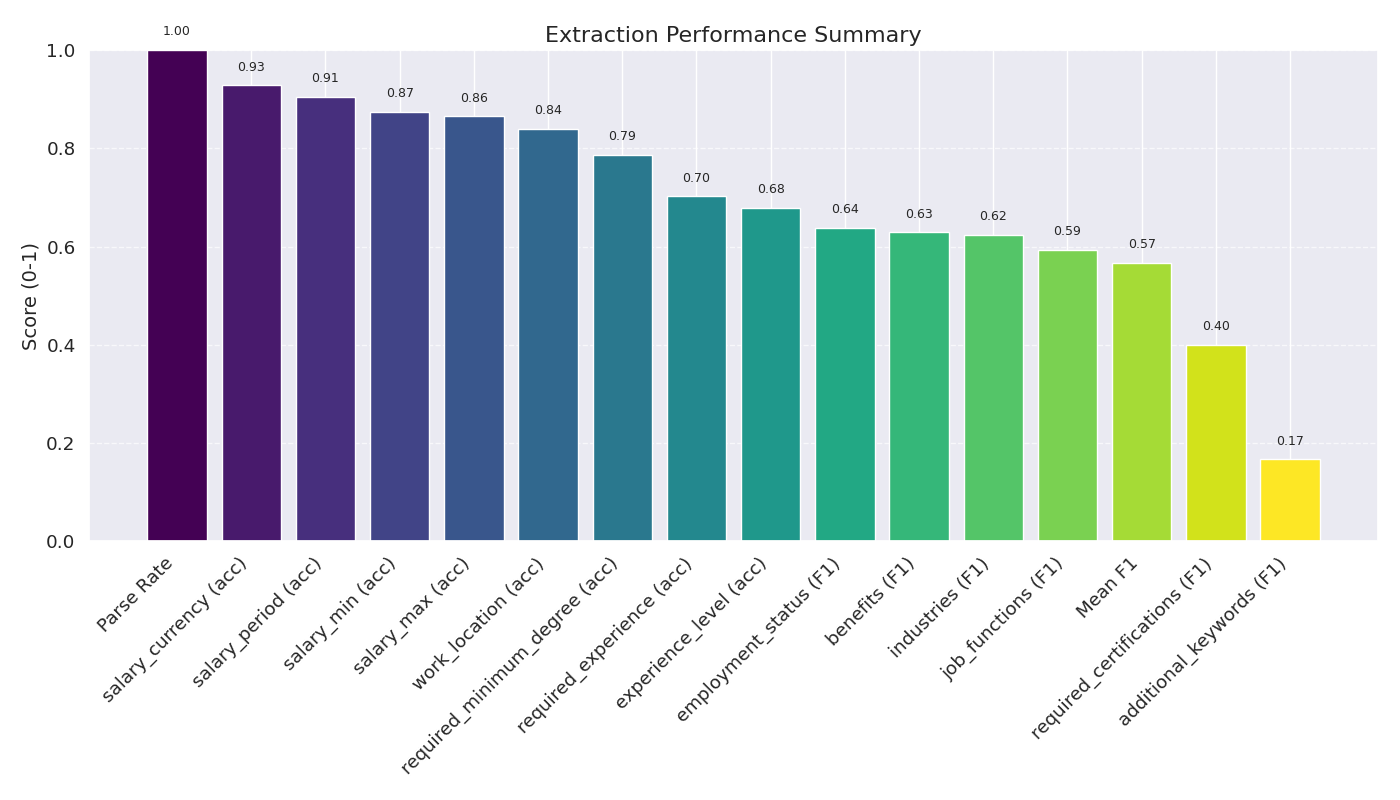 Extraction Performance Summary
Score (0-1)
1.0
0.8
0.6
0.4
0.2
0.0
1.00
0.93
0.91
0.87
0.86
0.84
0.79
0.70
0.68
0.64
0.63
0.62
0.59
0.57
0.40
0.17
Parse Rate
salary_currency (acc)
salary_period (acc)
salary_min (acc)
salary_max (acc)
work_location (acc)
required_minimum_degree (acc)
required_experience (acc)
experience_level (acc)
employment_status (F1)
benefits (F1)
industries (F1)
job_functions (F1)
Mean F1
required_certifications (F1)
additional_keywords (F1)